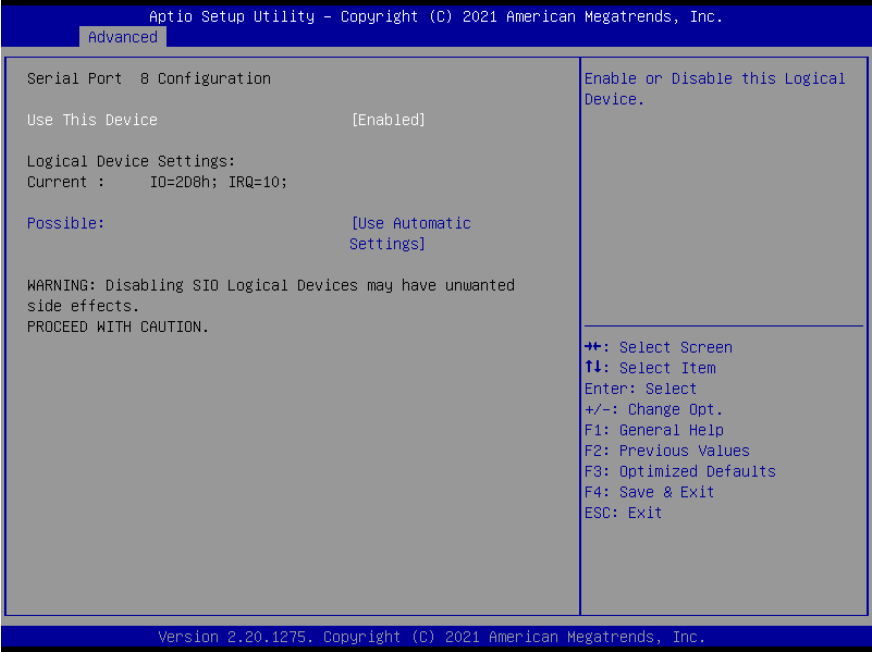 Aptio Setup Utility – Copyright (C) 2021 American Megatrends, Inc.
Advanced
Serial Port 8 Configuration
Use This Device [Enabled]
Logical Device Settings:
Current : IO=2D8h; IRQ=10;
Possible: [Use Automatic
Settings]
WARNING: Disabling SIO Logical Devices may have unwanted
side effects.
PROCEED WITH CAUTION.
Enable or Disable this Logical
Device.
→←: Select Screen
↑↓: Select Item
Enter: Select
+/-: Change Opt.
F1: General Help
F2: Previous Values
F3: Optimized Defaults
F4: Save & Exit
ESC: Exit
Version 2.20.1275. Copyright (C) 2021 American Megatrends, Inc.